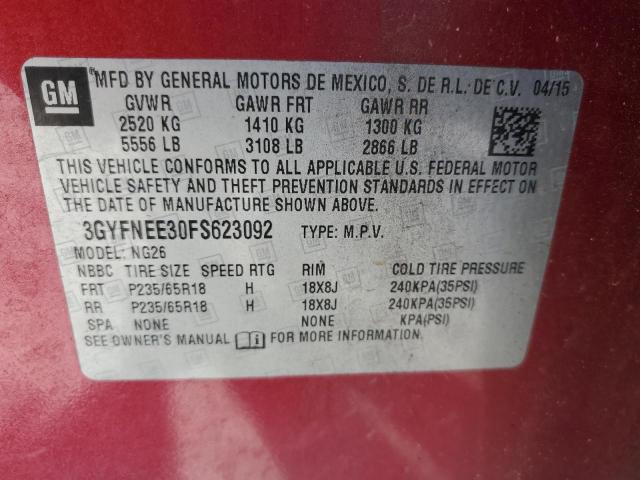 GM
MFD BY GENERAL MOTORS DE MEXICO, S. DE R.L. DE C.V. 04/15
GVWR GAWR FRT GAWR RR
2520 KG 1410 KG 1300 KG
5556 LB 3108 LB 2866 LB
THIS VEHICLE CONFORMS TO ALL APPLICABLE U.S. FEDERAL MOTOR
VEHICLE SAFETY AND THEFT PREVENTION STANDARDS IN EFFECT ON
THE DATE OF MANUFACTURE SHOWN ABOVE.
3GYFNEE30FS623092 TYPE: M.P.V.
MODEL: NG26
NBBC TIRE SIZE SPEED RTG RIM COLD TIRE PRESSURE
FRT P235/65R18 H 18X8J 240KPA(35PSI)
RR P235/65R18 H 18X8J 240KPA(35PSI)
SPA NONE NONE KPA(PSI)
SEE OWNER'S MANUAL i FOR MORE INFORMATION.